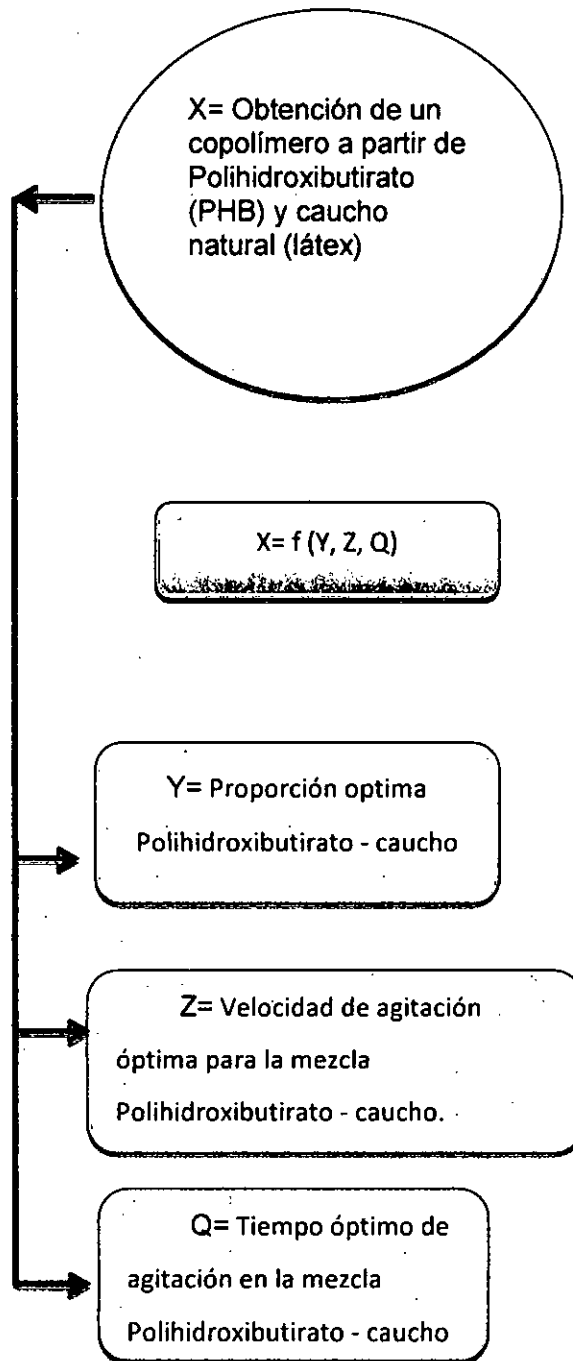 X= Obtención de un
copolímero a partir de
Polihidroxibutirato
(PHB) y caucho
natural (látex)
X= f (Y, Z, Q)
Y= Proporción optima
Polihidroxibutirato - caucho
Z= Velocidad de agitación
óptima para la mezcla
Polihidroxibutirato - caucho.
Q= Tiempo óptimo de
agitación en la mezcla
Polihidroxibutirato - caucho